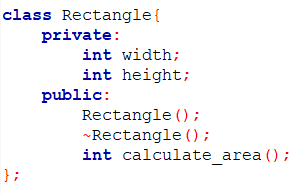 class Rectangle{
    private:
        int width;
        int height;
    public:
        Rectangle();
        ~Rectangle();
        int calculate_area();
};